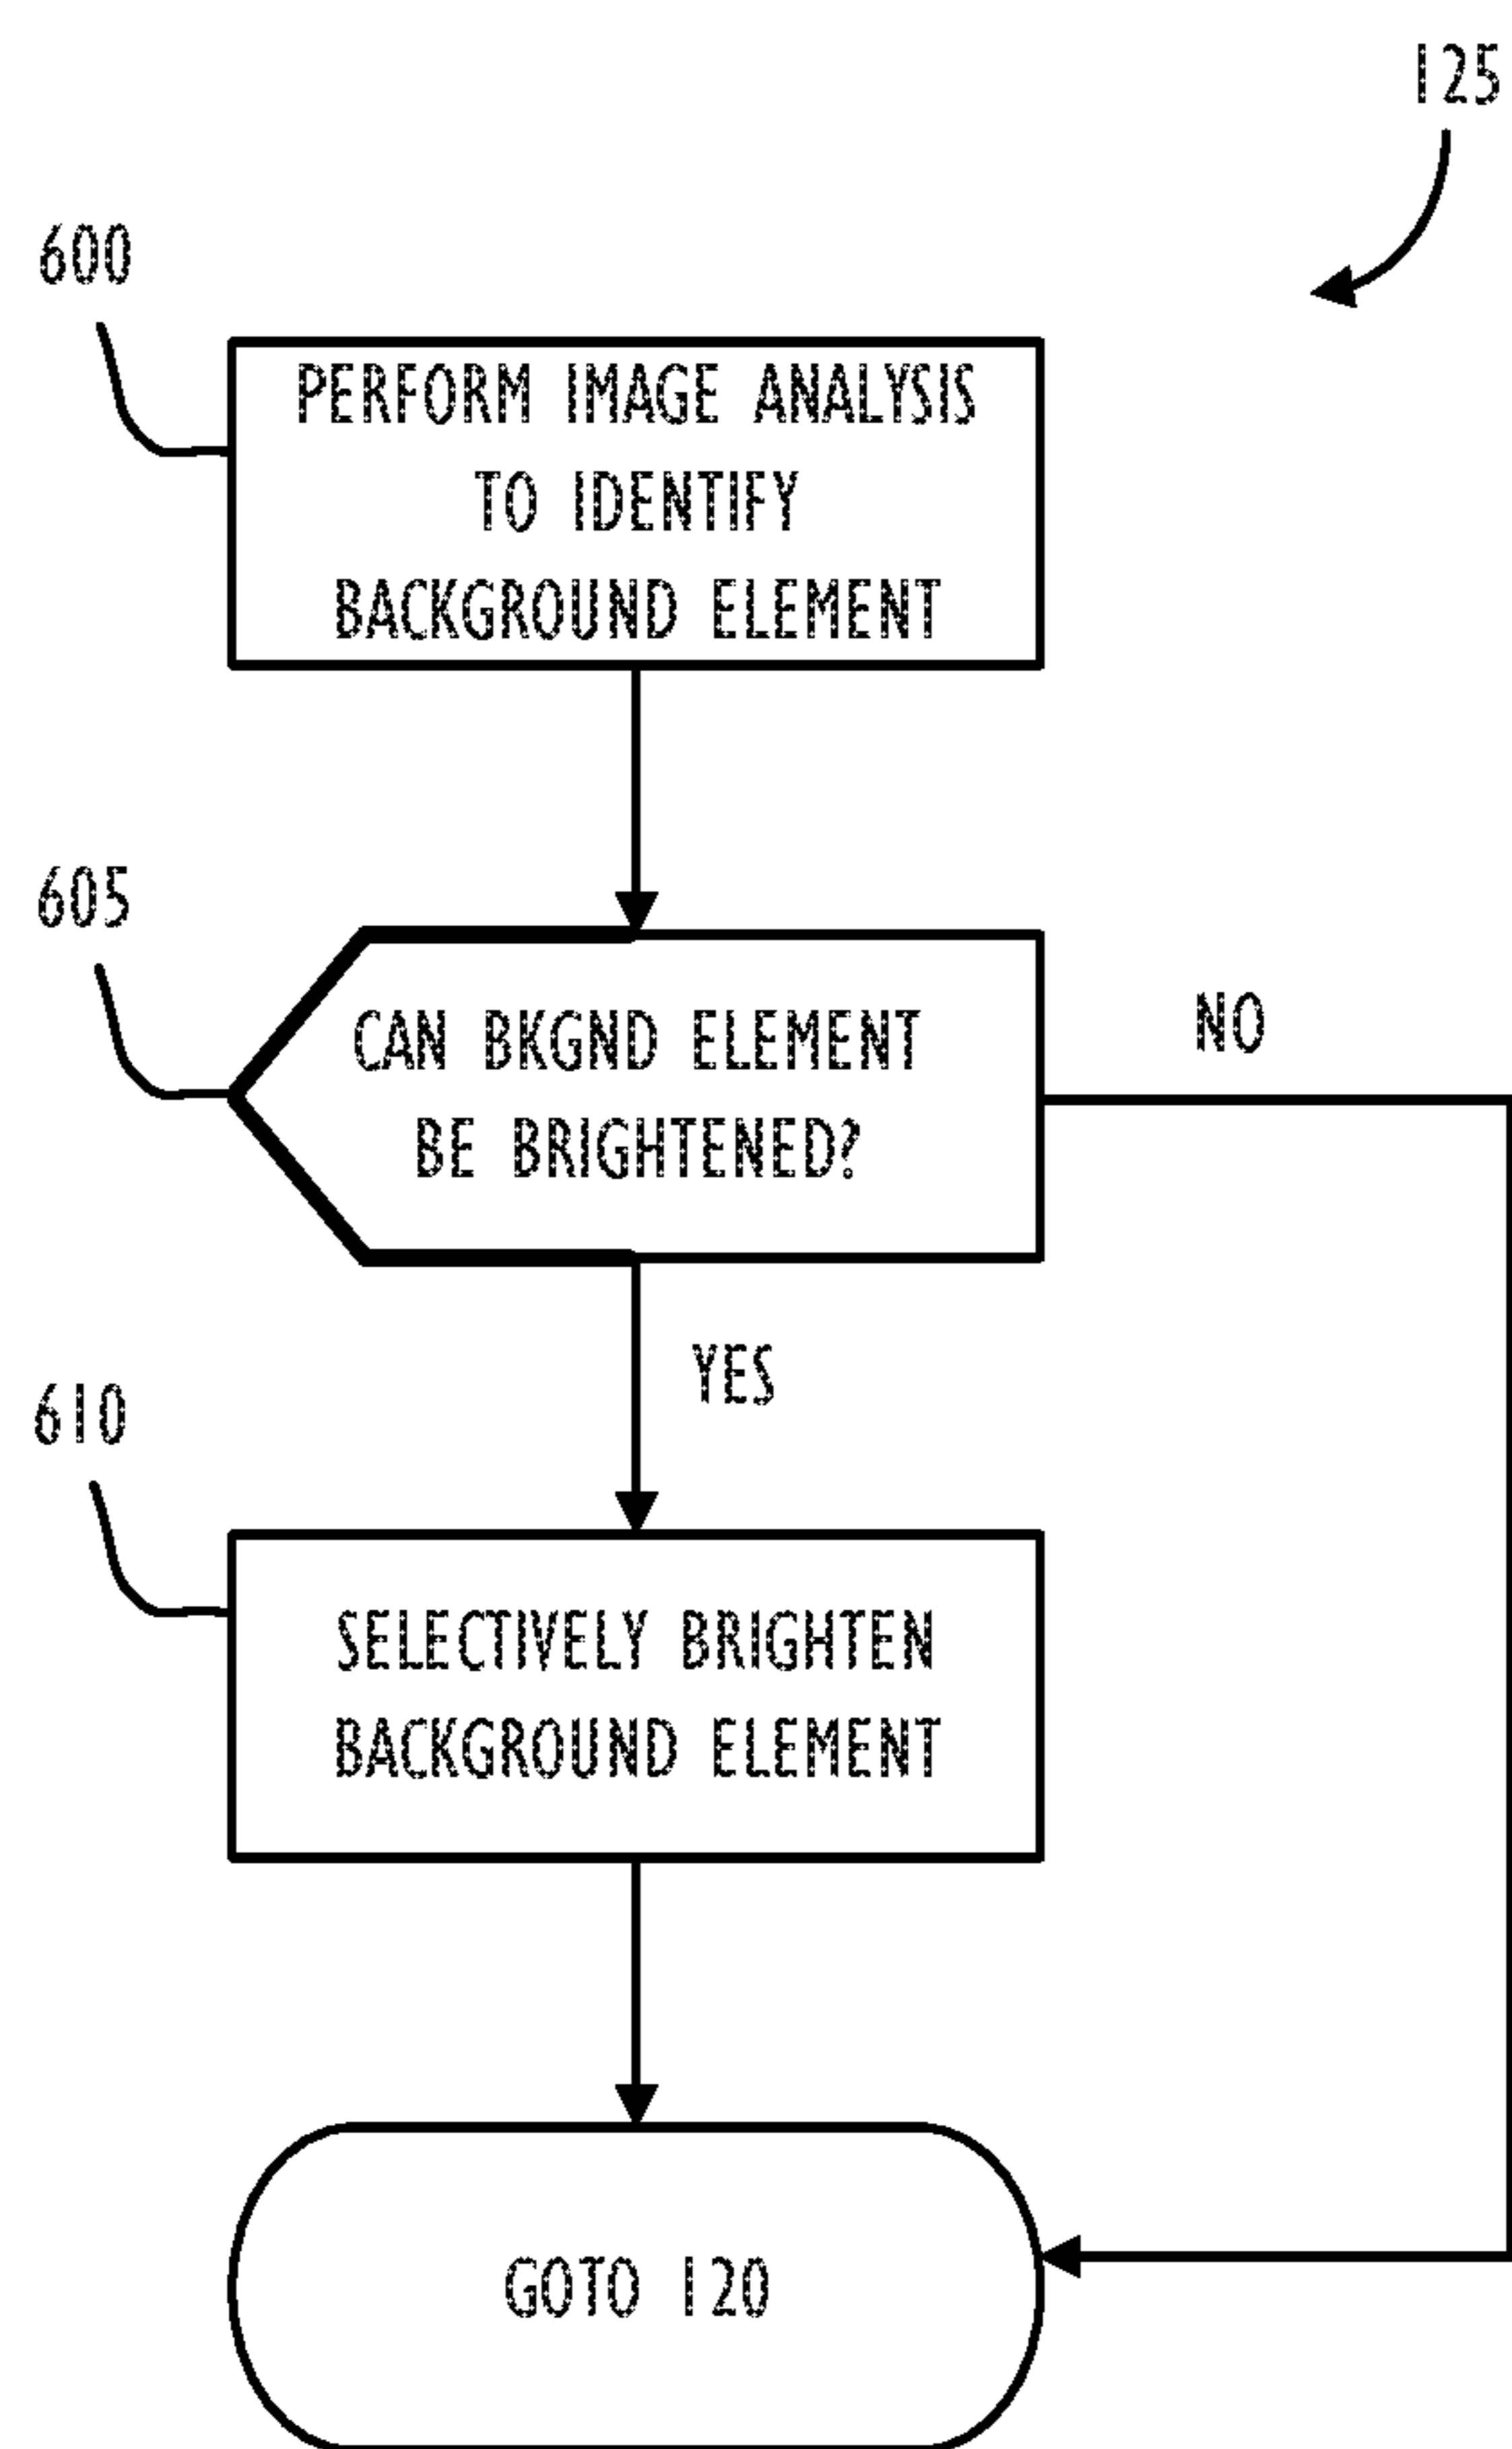 125
600
PERFORM IMAGE ANALYSIS
TO IDENTIFY
BACKGROUND ELEMENT
605
CAN BKGND ELEMENT
BE BRIGHTENED?
NO
YES
610
SELECTIVELY BRIGHTEN
BACKGROUND ELEMENT
GOTO 120